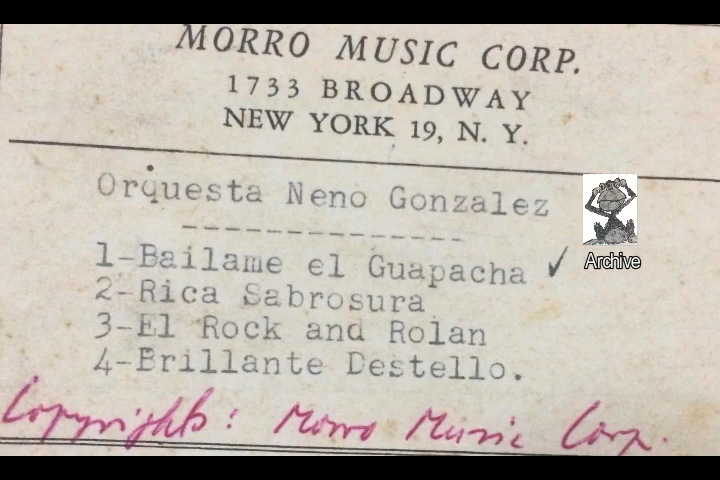 MORRO MUSIC CORP.
1733 BROADWAY
NEW YORK 19, N. Y.
Orquesta Neno Gonzalez
--------------
1-Bailame el Guapacha ✓
2-Rica Sabrosura
3-El Rock and Rolan
4-Brillante Destello.
Copyrights: Morro Music Corp.
Archive